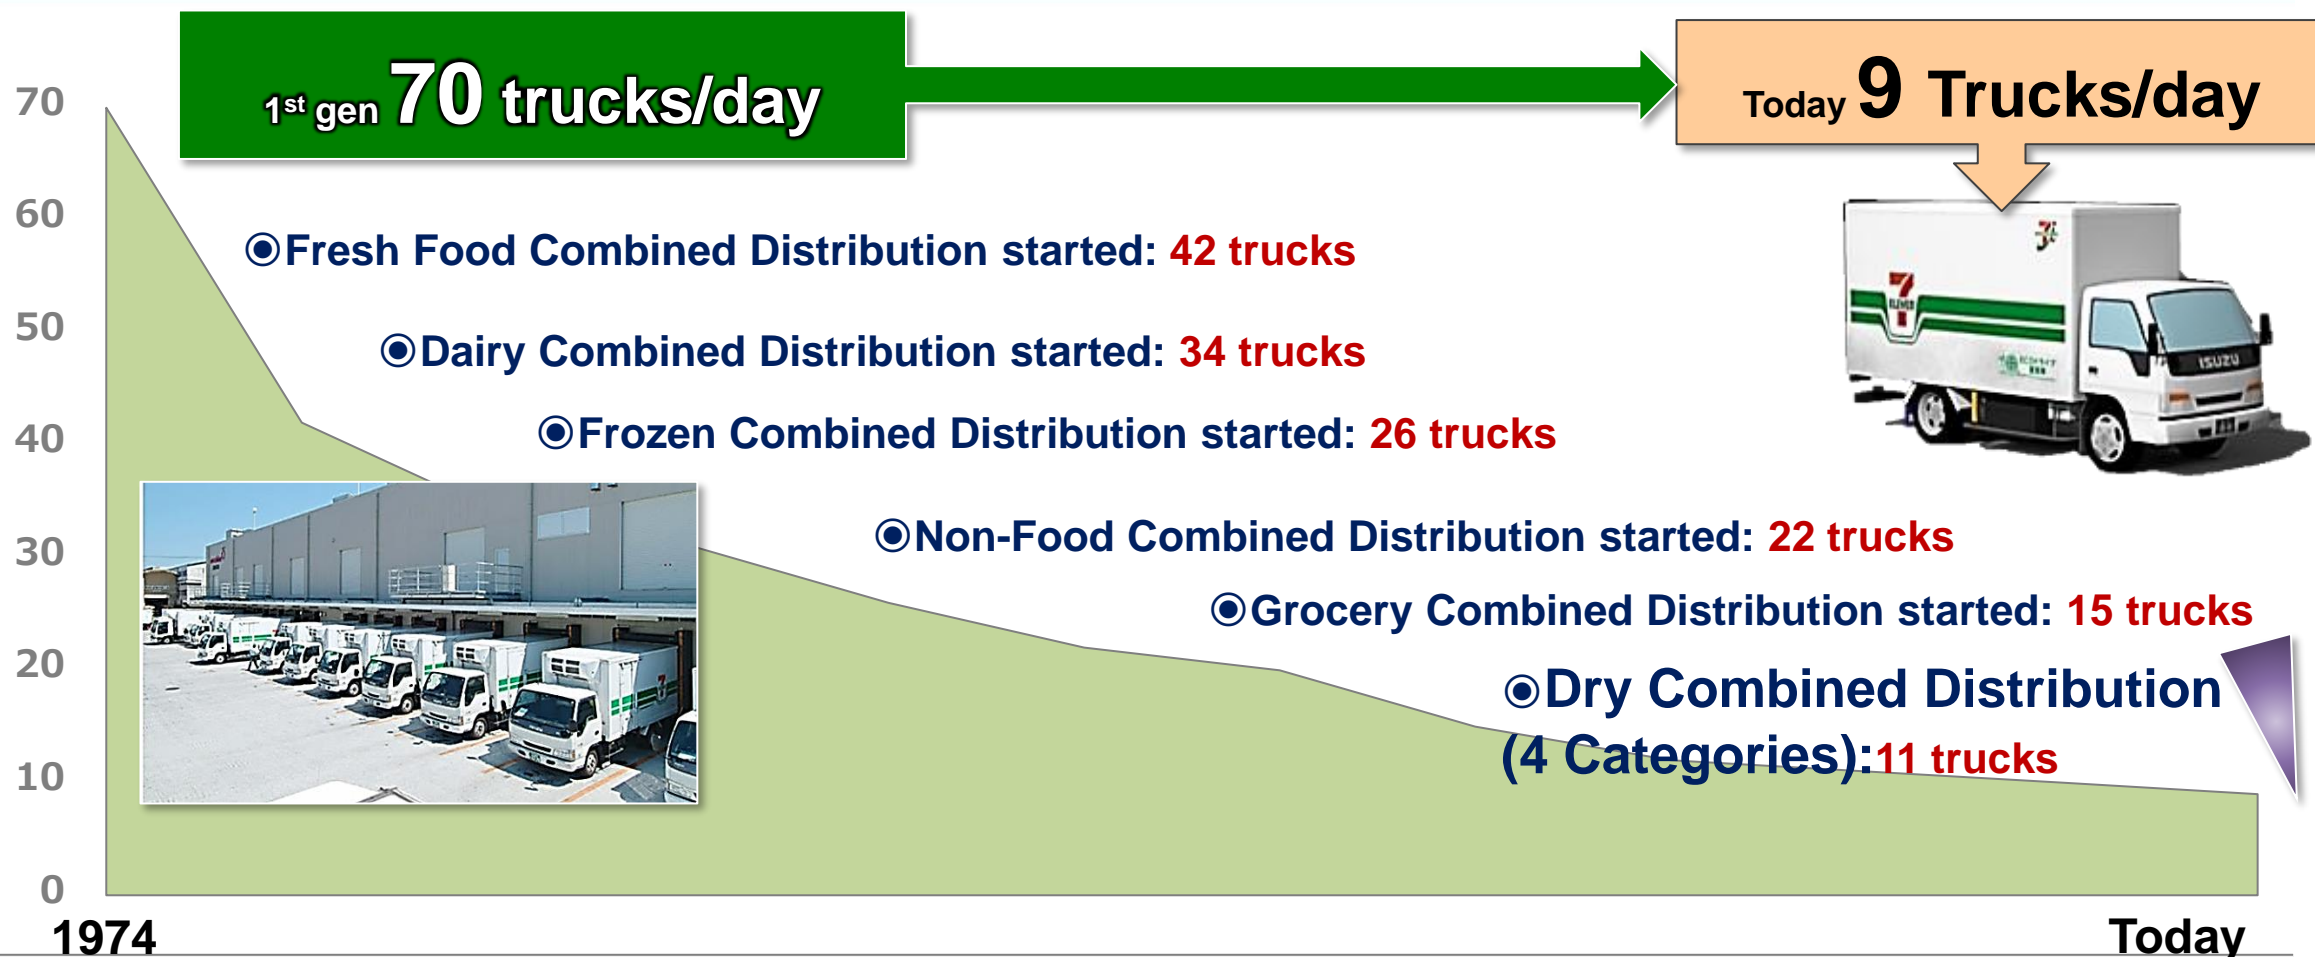 1st gen 70 trucks/day
Today 9 Trucks/day
70
60
50
40
30
20
10
0
◉Fresh Food Combined Distribution started: 42 trucks
◉Dairy Combined Distribution started: 34 trucks
◉Frozen Combined Distribution started: 26 trucks
◉Non-Food Combined Distribution started: 22 trucks
◉Grocery Combined Distribution started: 15 trucks
◉Dry Combined Distribution
(4 Categories):11 trucks
7
ELEVEN
ISUZU
1974
Today